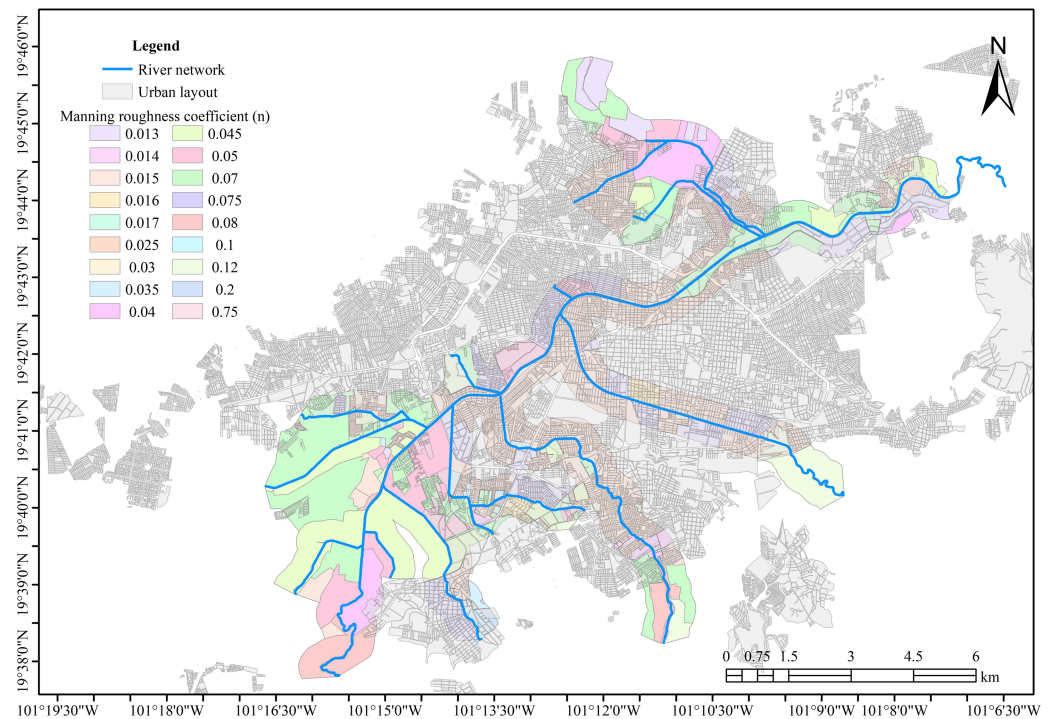 Legend
River network
Urban layout
Manning roughness coefficient (n)
0.013 0.045
0.014 0.05
0.015 0.07
0.016 0.075
0.017 0.08
0.025 0.1
0.03 0.12
0.035 0.2
0.04 0.75
N
19°46'0"N
19°45'0"N
19°44'0"N
19°43'0"N
19°42'0"N
19°41'0"N
19°40'0"N
19°39'0"N
19°38'0"N
0 0.75 1.5 3 4.5 6
km
101°19'30"W 101°18'0"W 101°16'30"W 101°15'0"W 101°13'30"W 101°12'0"W 101°10'30"W 101°9'0"W 101°8'0"W 101°6'30"W